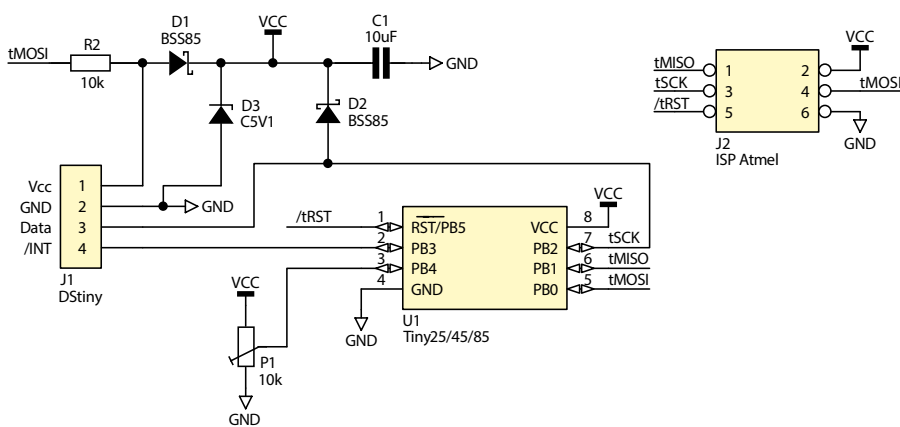 tMOSI
R2
10k
D1
BSS85
VCC
C1
10uF
GND
D3
C5V1
D2
BSS85
Vcc 1
GND 2
Data 3
/INT 4
J1
DStiny
GND
/tRST
1 RST/PB5
2 PB3
3 PB4
4 GND
VCC 8
PB2 7
PB1 6
PB0 5
VCC
tSCK
tMISO
tMOSI
U1
Tiny25/45/85
GND
VCC
P1
10k
GND
tMISO
tSCK
/tRST
1 2
3 4
5 6
VCC
tMOSI
GND
J2
ISP Atmel